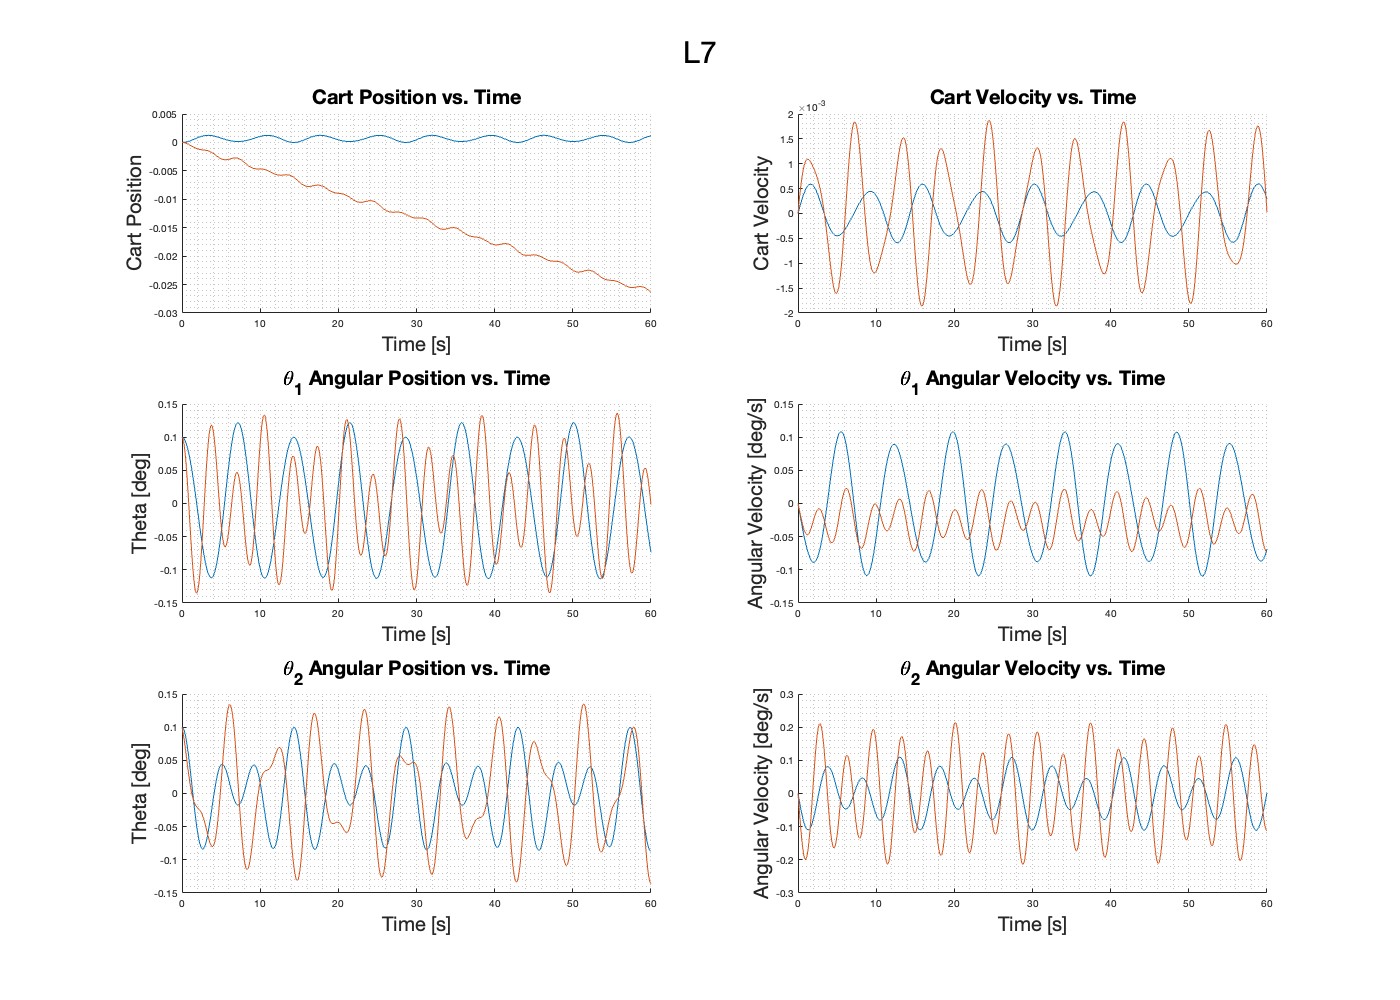 L7
Cart Position vs. Time
Cart Position
0.005
0
-0.005
-0.01
-0.015
-0.02
-0.025
-0.03
0 10 20 30 40 50 60
Time [s]
Cart Velocity vs. Time
×10⁻³
Cart Velocity
2
1.5
1
0.5
0
-0.5
-1
-1.5
-2
0 10 20 30 40 50 60
Time [s]
θ₁ Angular Position vs. Time
Theta [deg]
0.15
0.1
0.05
0
-0.05
-0.1
-0.15
0 10 20 30 40 50 60
Time [s]
θ₁ Angular Velocity vs. Time
Angular Velocity [deg/s]
0.15
0.1
0.05
0
-0.05
-0.1
-0.15
0 10 20 30 40 50 60
Time [s]
θ₂ Angular Position vs. Time
Theta [deg]
0.15
0.1
0.05
0
-0.05
-0.1
-0.15
0 10 20 30 40 50 60
Time [s]
θ₂ Angular Velocity vs. Time
Angular Velocity [deg/s]
0.3
0.2
0.1
0
-0.1
-0.2
-0.3
0 10 20 30 40 50 60
Time [s]